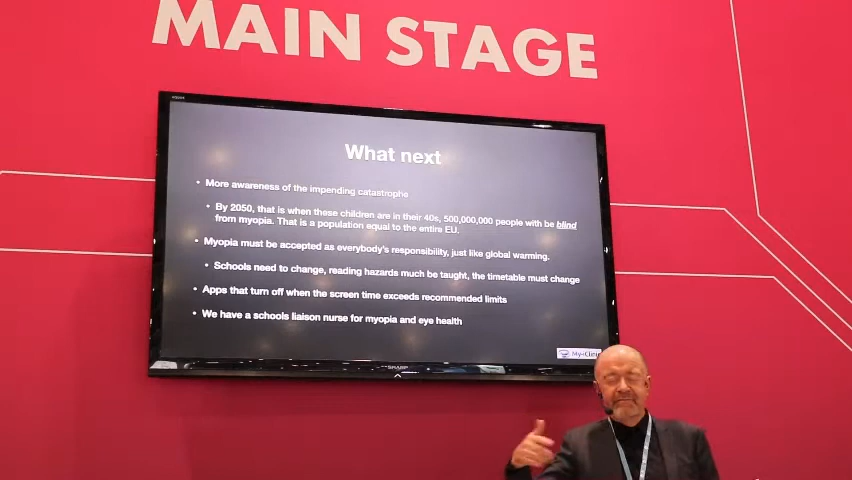 MAIN STAGE
What next
• More awareness of the impending catastrophe
• By 2050, that is when these children are in their 40s, 500,000,000 people with be blind
from myopia. That is a population equal to the entire EU.
• Myopia must be accepted as everybody's responsibility, just like global warming.
• Schools need to change, reading hazards much be taught, the timetable must change
• Apps that turn off when the screen time exceeds recommended limits
• We have a schools liaison nurse for myopia and eye health
SHARP